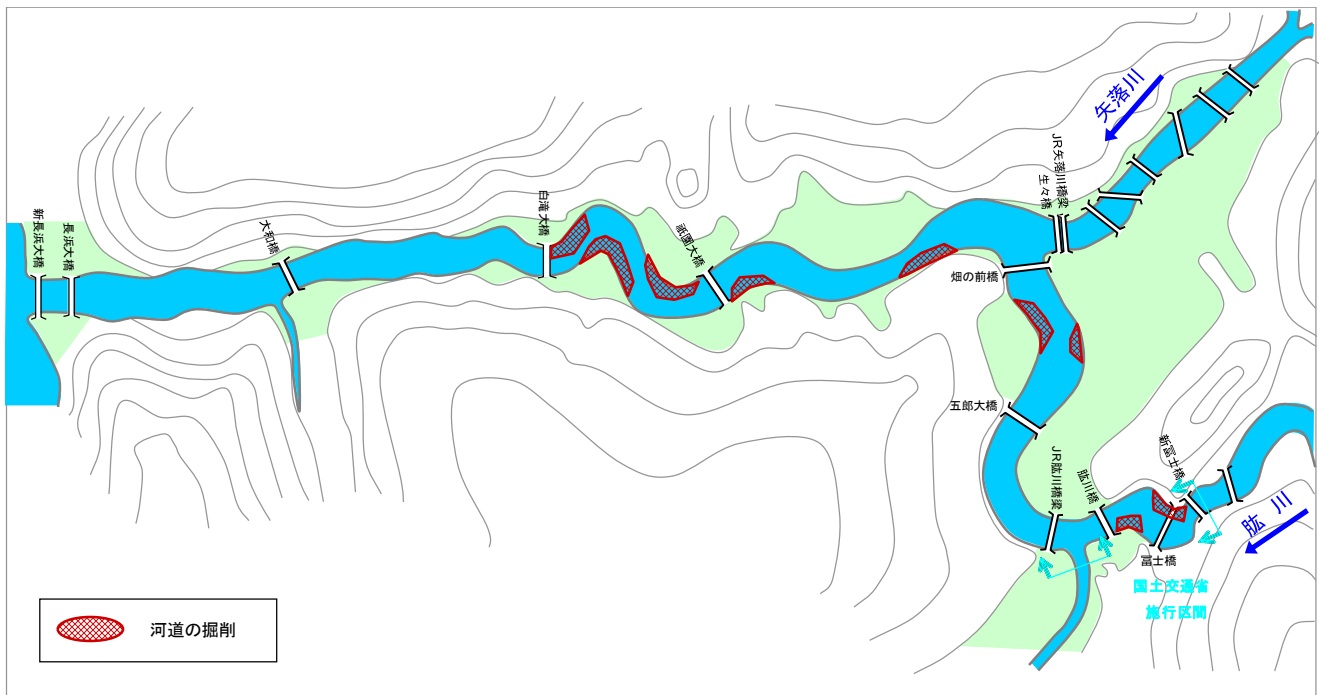 新長浜大橋
長浜大橋
大和橋
白滝大橋
祇園大橋
JR矢落川橋梁
生々橋
矢落川
畑の前橋
五郎大橋
JR肱川橋梁
肱川橋
新冨士橋
冨士橋
肱川
国土交通省
施行区間
河道の掘削